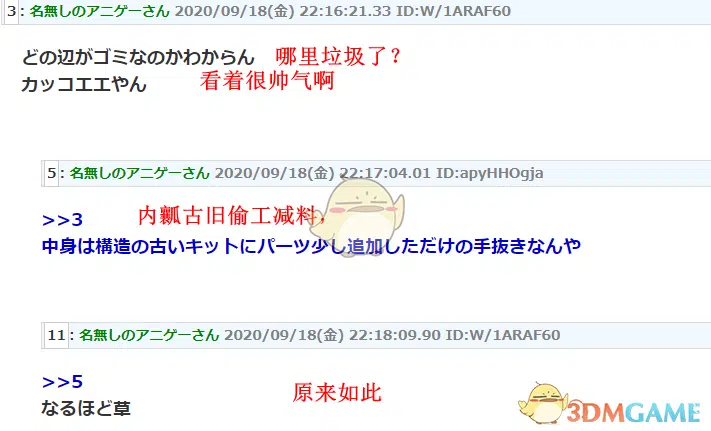 3: 名無しのアニゲーさん 2020/09/18(金) 22:16:21.33 ID:W/1ARAF60
どの辺がゴミなのかわからん 哪里垃圾了？
カッコエエやん 看着很帅气啊
5: 名無しのアニゲーさん 2020/09/18(金) 22:17:04.01 ID:apyHHOgja
>>3 内瓤古旧偷工减料，
中身は構造の古いキットにパーツ少し追加しただけの手抜きなんや
11: 名無しのアニゲーさん 2020/09/18(金) 22:18:09.90 ID:W/1ARAF60
>>5 原来如此
なるほど草
3DMGAME